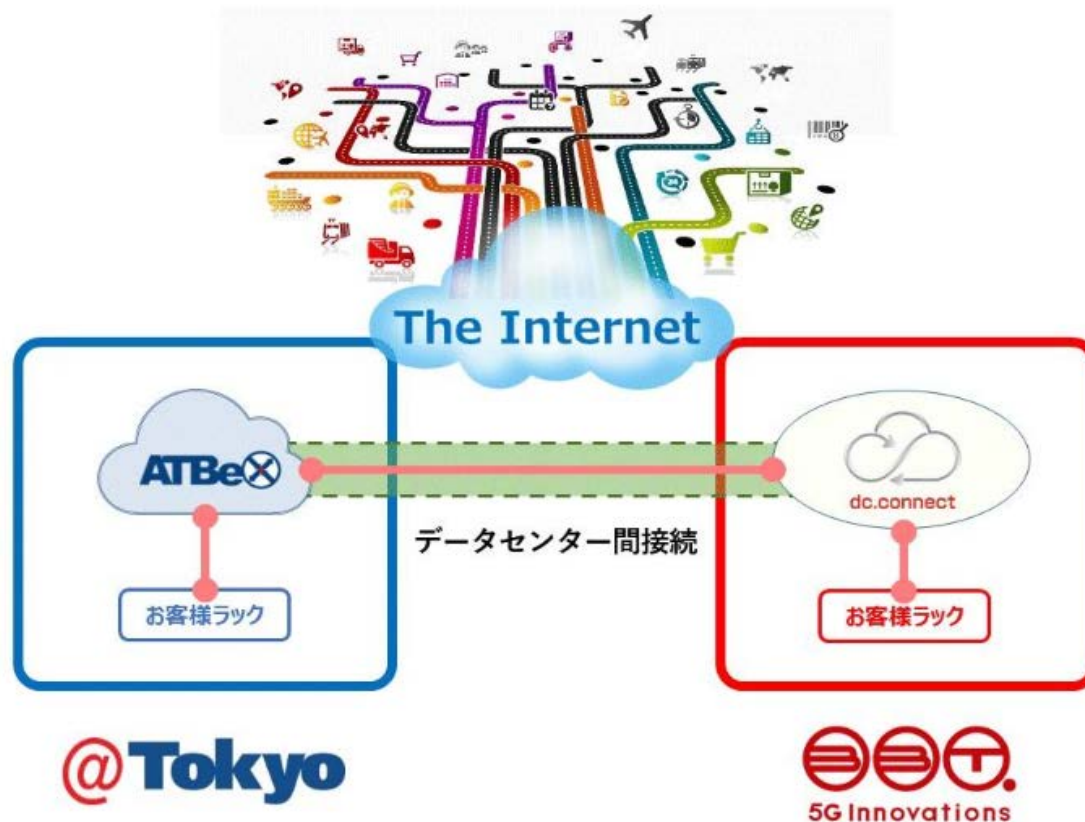 The Internet
ATBeX
dc.connect
データセンター間接続
お客様ラック
お客様ラック
@Tokyo
BBT.
5G Innovations